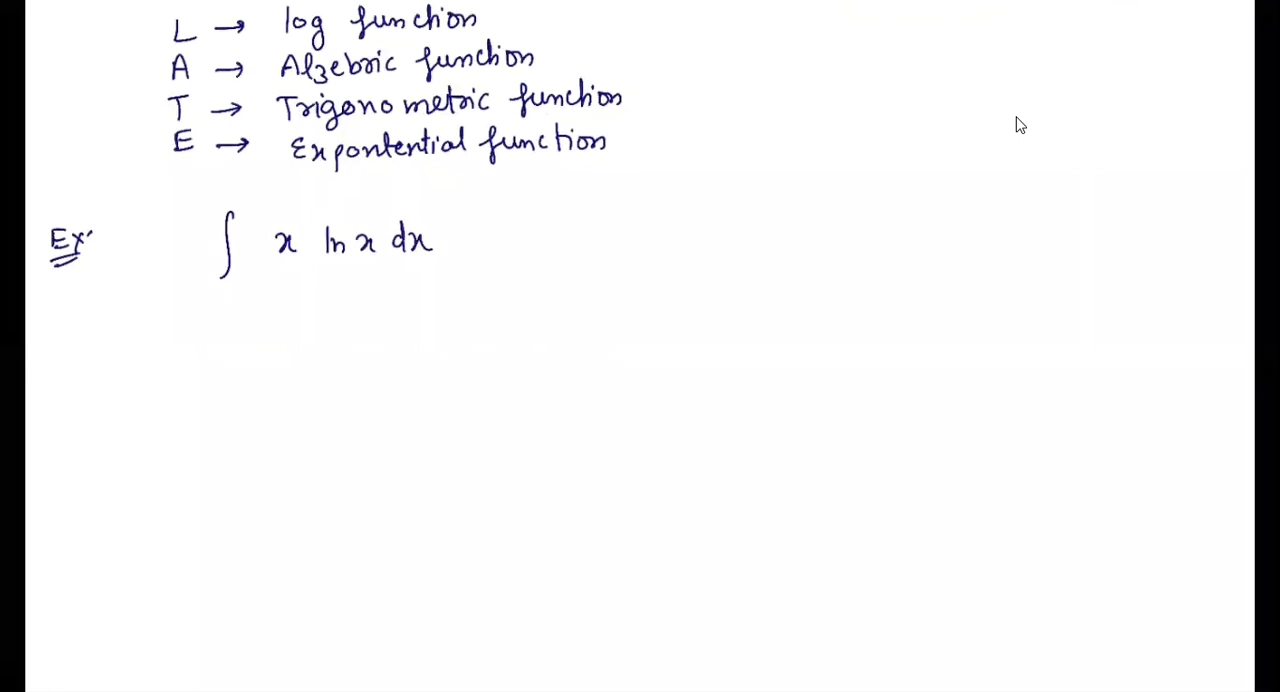 L → log function
A → Algebric function
T → Trigonometric function
E → Expontential function
Ex: ∫ x ln x dx